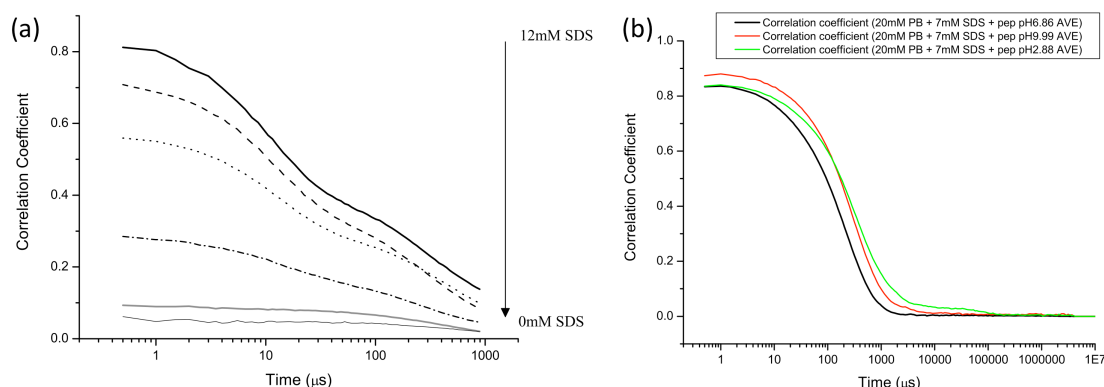 (a)
12mM SDS
0.8
0.6
0.4
0.2
0.0
Correlation Coefficient
0mM SDS
1
10
100
1000
Time (μs)
(b)
Correlation coefficient (20mM PB + 7mM SDS + pep pH6.86 AVE)
Correlation coefficient (20mM PB + 7mM SDS + pep pH9.99 AVE)
Correlation coefficient (20mM PB + 7mM SDS + pep pH2.88 AVE)
1.0
0.8
0.6
0.4
0.2
0.0
Correlation Coefficient
1
10
100
1000
10000
100000
1000000
1E7
Time (μs)